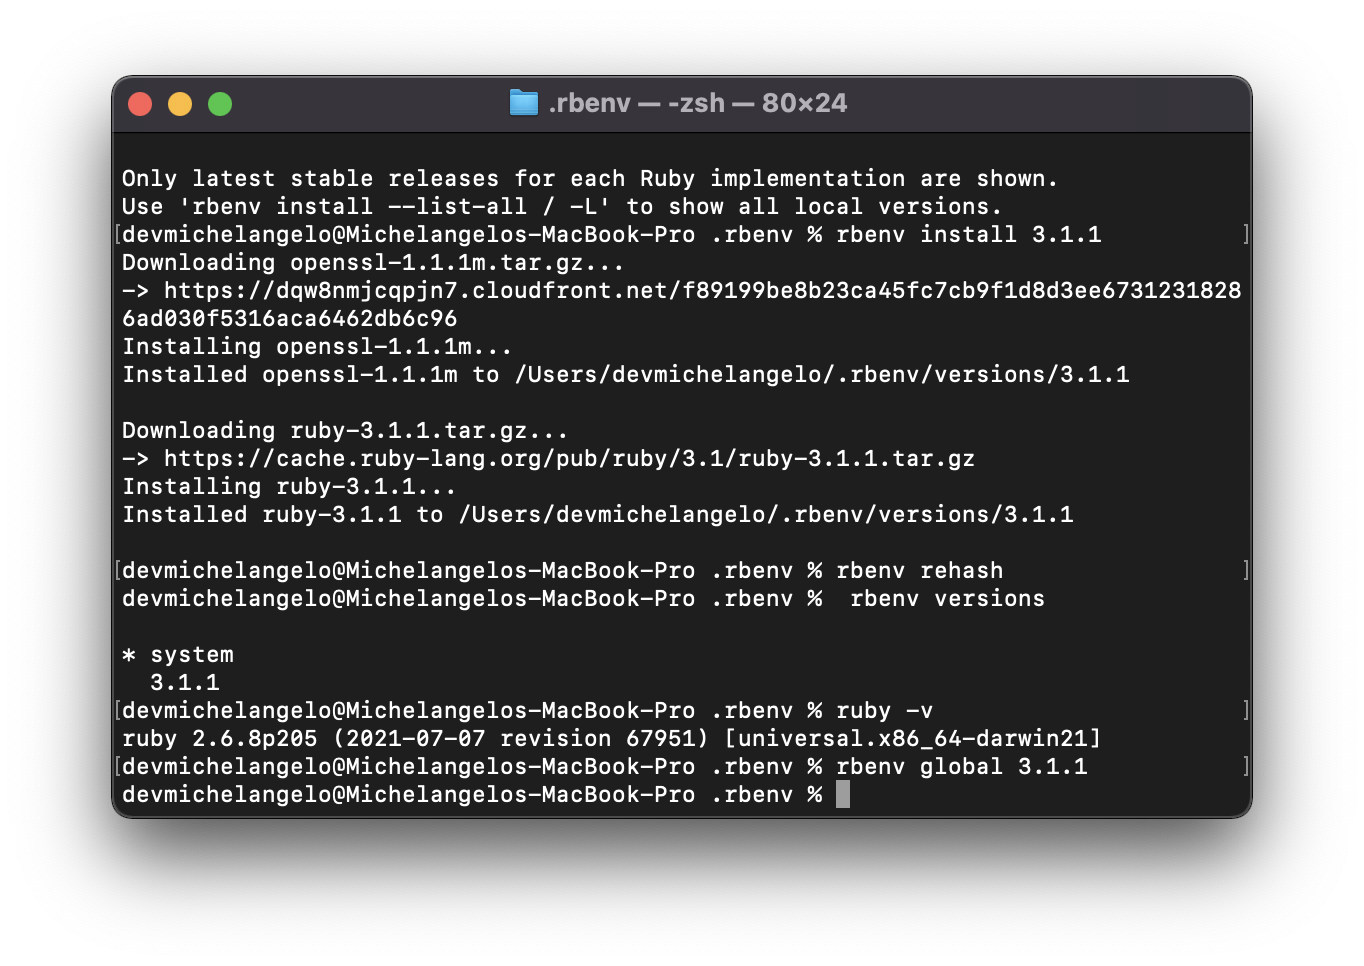 .rbenv — -zsh — 80×24
Only latest stable releases for each Ruby implementation are shown.
Use 'rbenv install --list-all / -L' to show all local versions.
[devmichelangelo@Michelangelos-MacBook-Pro .rbenv % rbenv install 3.1.1 ]
Downloading openssl-1.1.1m.tar.gz...
-> https://dqw8nmjcqpjn7.cloudfront.net/f89199be8b23ca45fc7cb9f1d8d3ee6731231828
6ad030f5316aca6462db6c96
Installing openssl-1.1.1m...
Installed openssl-1.1.1m to /Users/devmichelangelo/.rbenv/versions/3.1.1
Downloading ruby-3.1.1.tar.gz...
-> https://cache.ruby-lang.org/pub/ruby/3.1/ruby-3.1.1.tar.gz
Installing ruby-3.1.1...
Installed ruby-3.1.1 to /Users/devmichelangelo/.rbenv/versions/3.1.1
[devmichelangelo@Michelangelos-MacBook-Pro .rbenv % rbenv rehash ]
devmichelangelo@Michelangelos-MacBook-Pro .rbenv %  rbenv versions
* system
  3.1.1
[devmichelangelo@Michelangelos-MacBook-Pro .rbenv % ruby -v ]
ruby 2.6.8p205 (2021-07-07 revision 67951) [universal.x86_64-darwin21]
[devmichelangelo@Michelangelos-MacBook-Pro .rbenv % rbenv global 3.1.1 ]
devmichelangelo@Michelangelos-MacBook-Pro .rbenv %